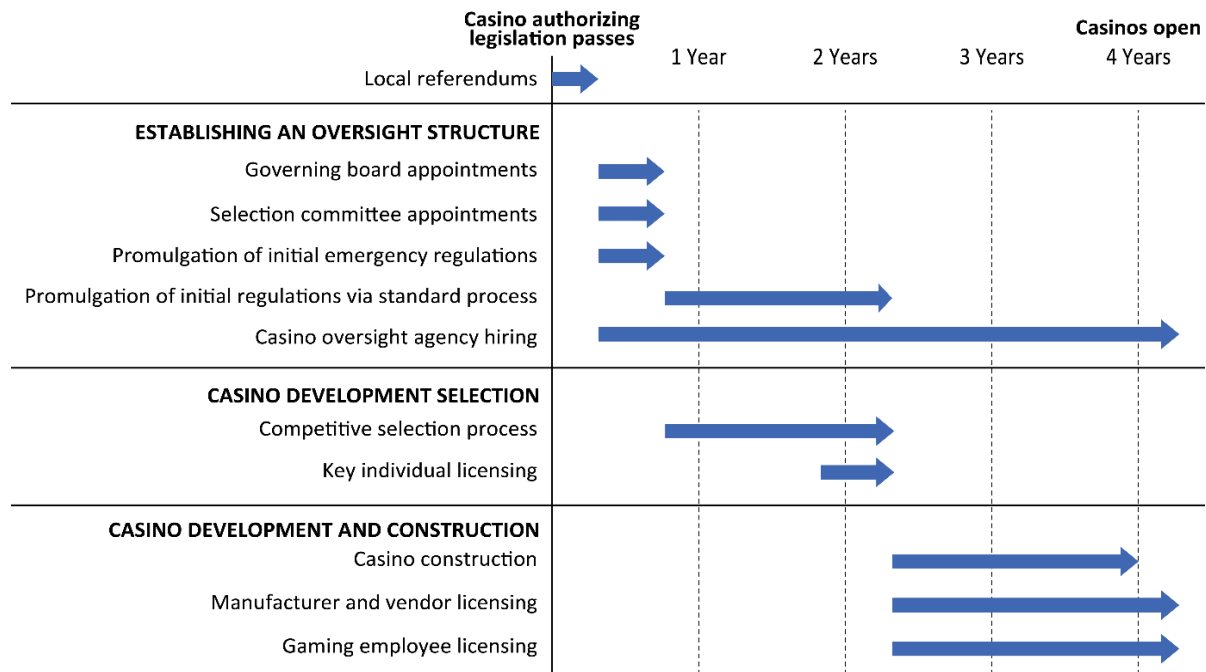 Casino authorizing
legislation passes
Casinos open
1 Year
2 Years
3 Years
4 Years
Local referendums
ESTABLISHING AN OVERSIGHT STRUCTURE
Governing board appointments
Selection committee appointments
Promulgation of initial emergency regulations
Promulgation of initial regulations via standard process
Casino oversight agency hiring
CASINO DEVELOPMENT SELECTION
Competitive selection process
Key individual licensing
CASINO DEVELOPMENT AND CONSTRUCTION
Casino construction
Manufacturer and vendor licensing
Gaming employee licensing